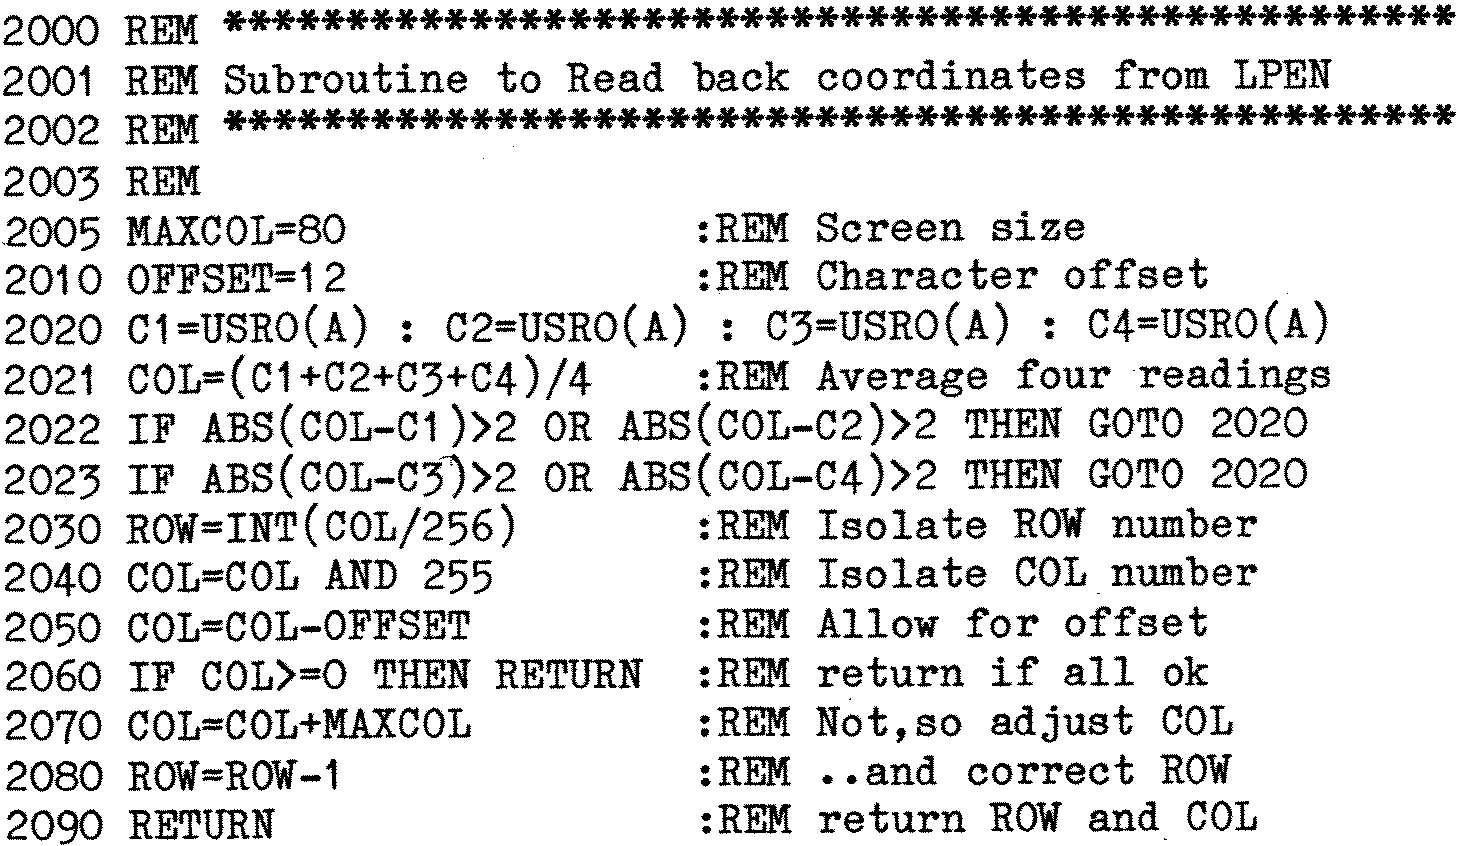 2000 REM **************************************************
2001 REM Subroutine to Read back coordinates from LPEN
2002 REM **************************************************
2003 REM
2005 MAXCOL=80 :REM Screen size
2010 OFFSET=12 :REM Character offset
2020 C1=USR0(A) : C2=USR0(A) : C3=USR0(A) : C4=USR0(A)
2021 COL=(C1+C2+C3+C4)/4 :REM Average four readings
2022 IF ABS(COL-C1)>2 OR ABS(COL-C2)>2 THEN GOTO 2020
2023 IF ABS(COL-C3)>2 OR ABS(COL-C4)>2 THEN GOTO 2020
2030 ROW=INT(COL/256) :REM Isolate ROW number
2040 COL=COL AND 255 :REM Isolate COL number
2050 COL=COL-OFFSET :REM Allow for offset
2060 IF COL>=0 THEN RETURN :REM return if all ok
2070 COL=COL+MAXCOL :REM Not,so adjust COL
2080 ROW=ROW-1 :REM ..and correct ROW
2090 RETURN :REM return ROW and COL